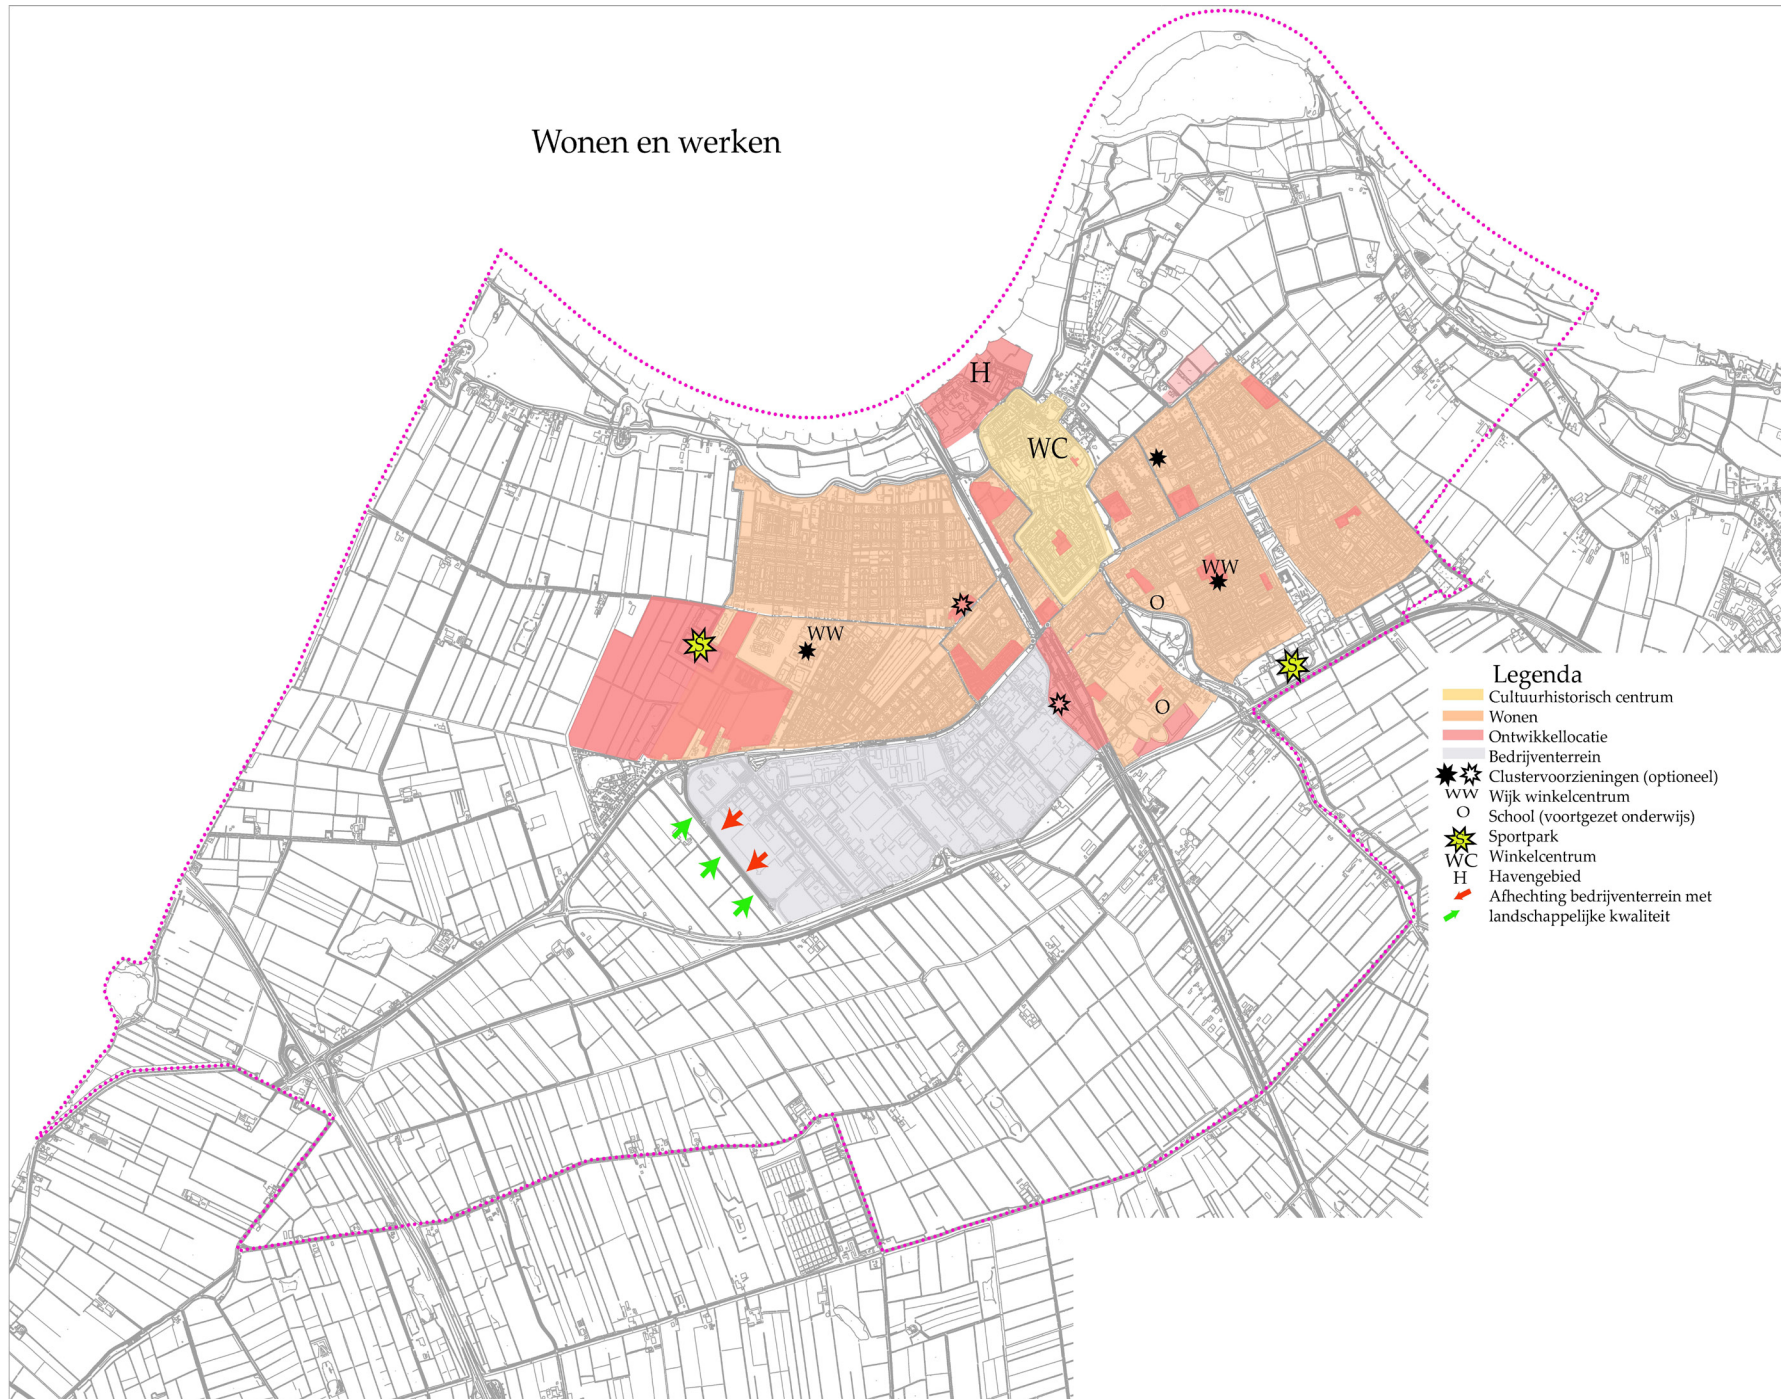 Wonen en werken
H
WC
WW
O
WW
S
S
O
Legenda
Cultuurhistorisch centrum
Wonen
Ontwikkellocatie
Bedrijventerrein
Clustervoorzieningen (optioneel)
WW Wijk winkelcentrum
O School (voortgezet onderwijs)
S Sportpark
WC Winkelcentrum
H Havengebied
Afhechting bedrijventerrein met
landschappelijke kwaliteit